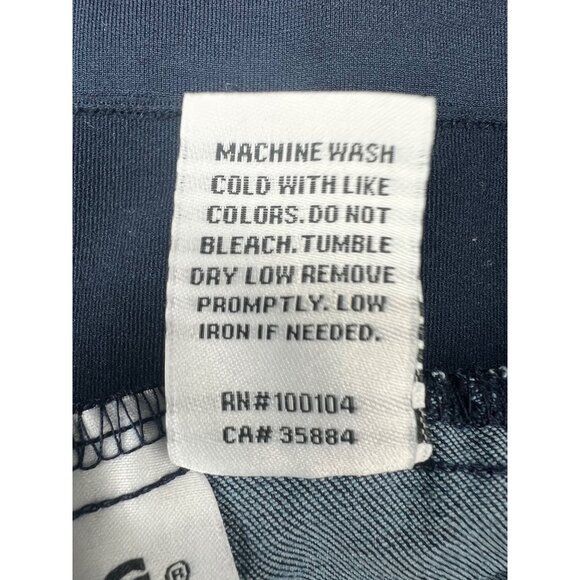 MACHINE WASH
COLD WITH LIKE
COLORS. DO NOT
BLEACH. TUMBLE
DRY LOW REMOVE
PROMPTLY. LOW
IRON IF NEEDED.
RN# 100104
CA# 35884
G®